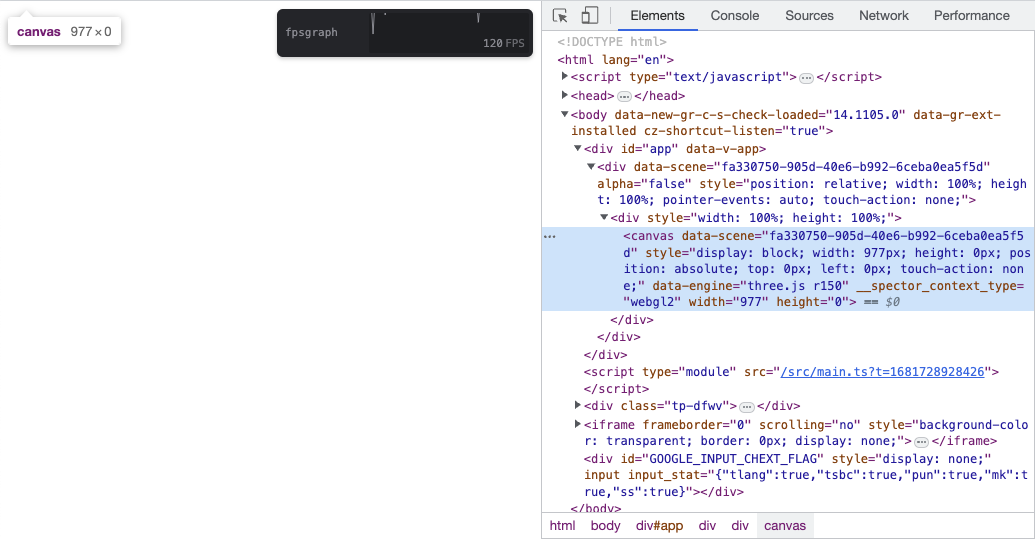 canvas 977 × 0
fpsgraph
120 FPS
Elements Console Sources Network Performance
<!DOCTYPE html>
<html lang="en">
<script type="text/javascript"> ⋯ </script>
<head> ⋯ </head>
<body data-new-gr-c-s-check-loaded="14.1105.0" data-gr-ext-
installed cz-shortcut-listen="true">
<div id="app" data-v-app>
<div data-scene="fa330750-905d-40e6-b992-6ceba0ea5f5d"
alpha="false" style="position: relative; width: 100%; heigh
t: 100%; pointer-events: auto; touch-action: none;">
<div style="width: 100%; height: 100%;">
<canvas data-scene="fa330750-905d-40e6-b992-6ceba0ea5f5
d" style="display: block; width: 977px; height: 0px; pos
ition: absolute; top: 0px; left: 0px; touch-action: non
e;" data-engine="three.js r150" __spector_context_type=
"webgl2" width="977" height="0"> == $0
</div>
</div>
</div>
<script type="module" src="/src/main.ts?t=1681728928426">
</script>
<div class="tp-dfwv"> ⋯ </div>
<iframe frameborder="0" scrolling="no" style="background-colo
r: transparent; border: 0px; display: none;"> ⋯ </iframe>
<div id="GOOGLE_INPUT_CHEXT_FLAG" style="display: none;"
input input_stat="{"tlang":true,"tsbc":true,"pun":true,"mk":t
rue,"ss":true}"></div>
</body>
html body div#app div div canvas